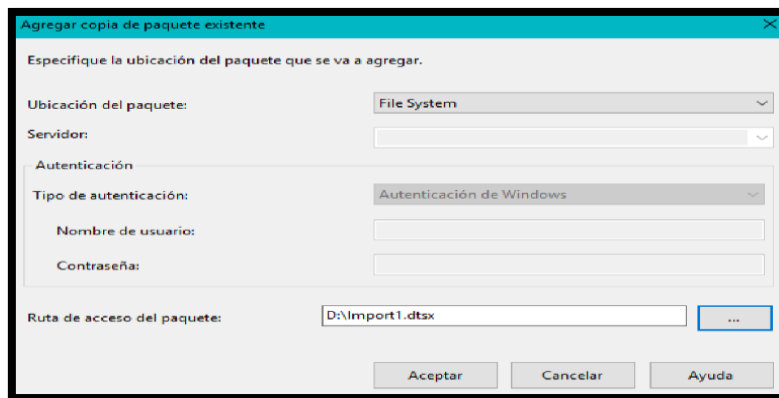 Agregar copia de paquete existente
Especifique la ubicación del paquete que se va a agregar.
Ubicación del paquete: File System
Servidor:
Autenticación
Tipo de autenticación: Autenticación de Windows
Nombre de usuario:
Contraseña:
Ruta de acceso del paquete: D:\Import1.dtsx ...
Aceptar Cancelar Ayuda